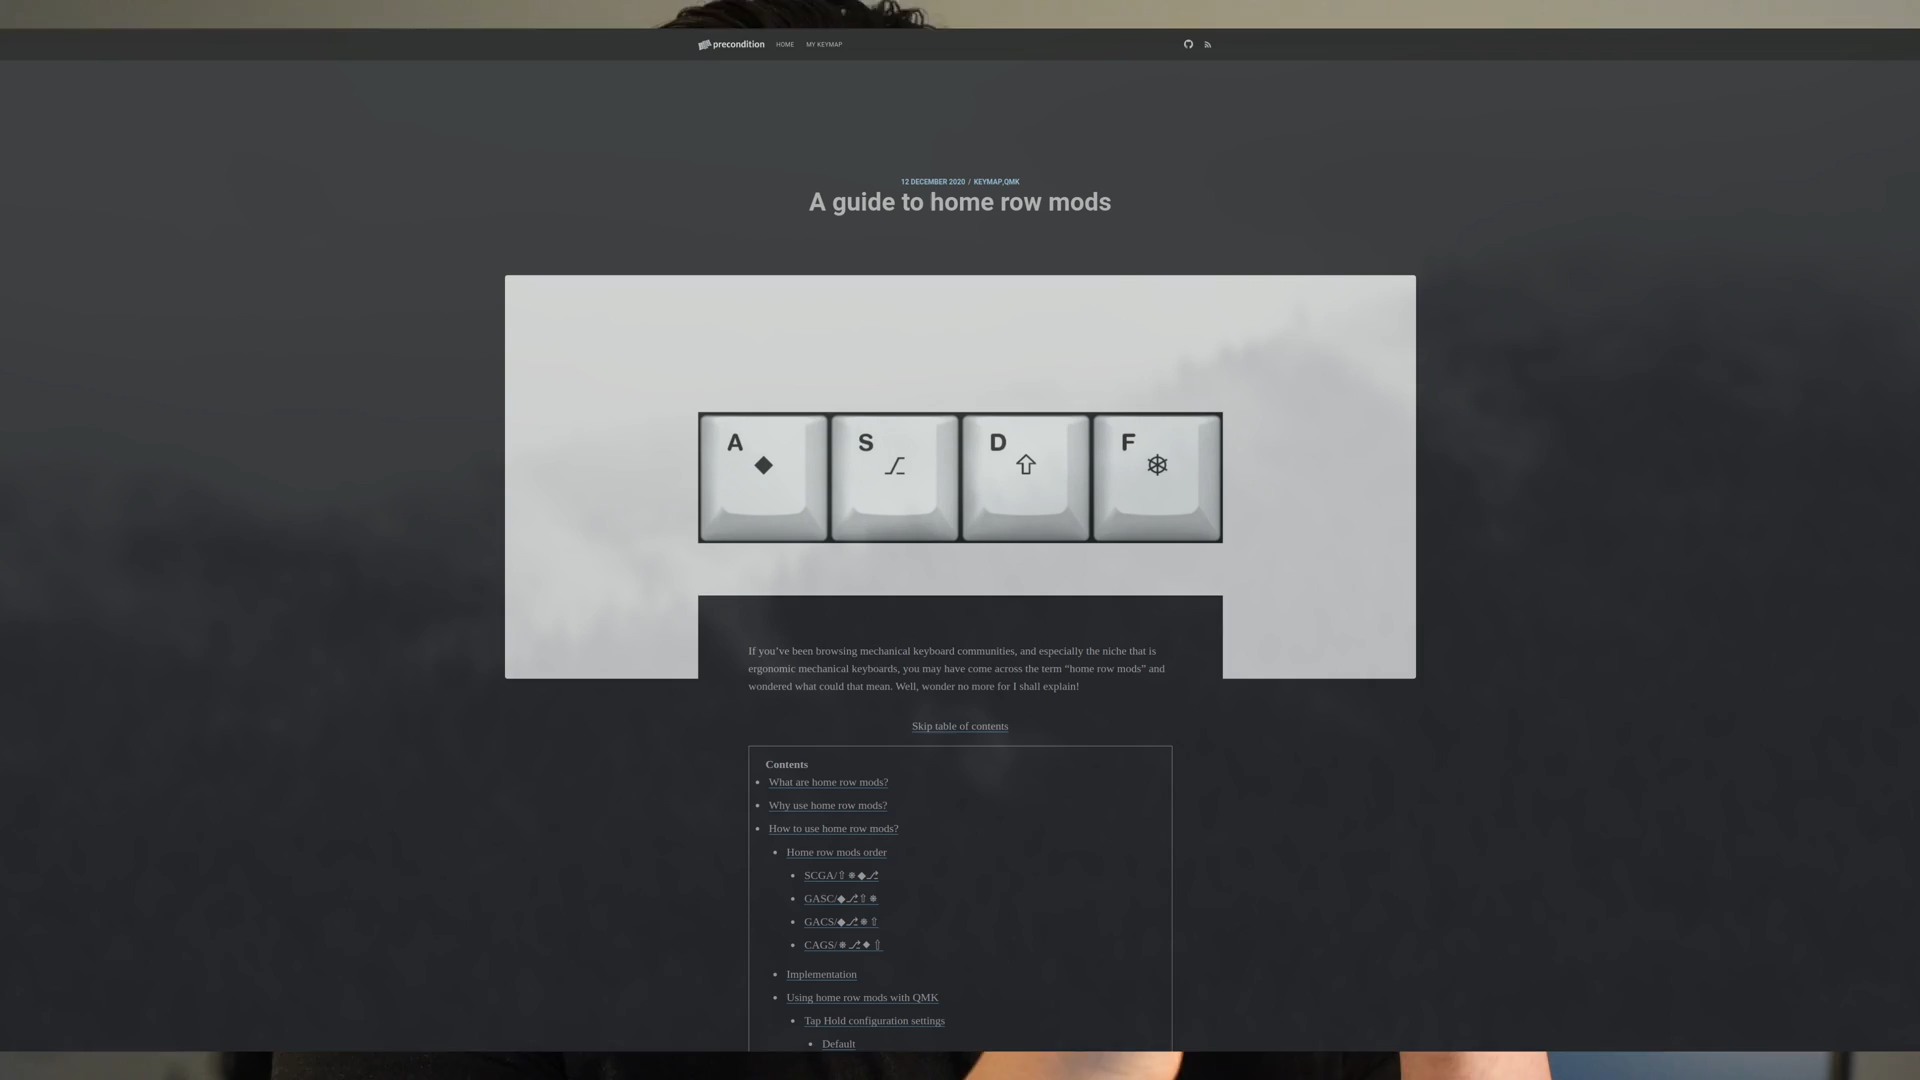 precondition HOME MY KEYMAP
12 DECEMBER 2020 / KEYMAP,QMK
A guide to home row mods
A S D F
If you’ve been browsing mechanical keyboard communities, and especially the niche that is
ergonomic mechanical keyboards, you may have come across the term “home row mods” and
wondered what could that mean. Well, wonder no more for I shall explain!
Skip table of contents
Contents
• What are home row mods?
• Why use home row mods?
• How to use home row mods?
• Home row mods order
• SCGA/⇧⎈◆⎇
• GASC/◆⎇⇧⎈
• GACS/◆⎇⎈⇧
• CAGS/⎈⎇◆⇧
• Implementation
• Using home row mods with QMK
• Tap Hold configuration settings
• Default